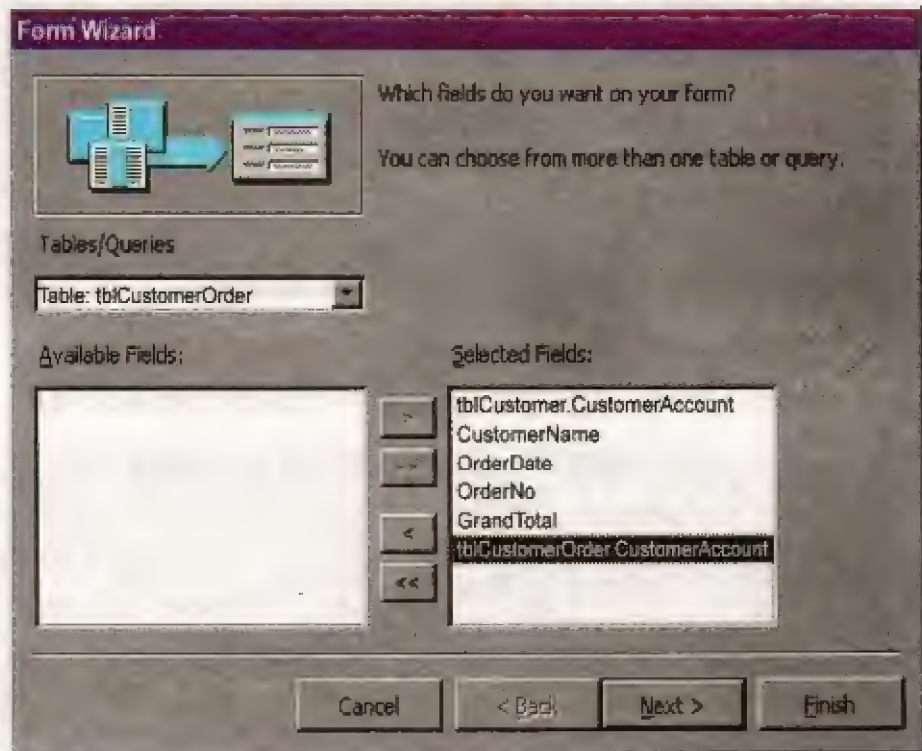 Form Wizard
Which fields do you want on your form?
You can choose from more than one table or query.
Tables/Queries
Table: tblCustomerOrder
Available Fields:
Selected Fields:
tblCustomer.CustomerAccount
CustomerName
OrderDate
OrderNo
GrandTotal
tblCustomerOrder.CustomerAccount
>
>>
<
<<
Cancel
< Back
Next >
Finish